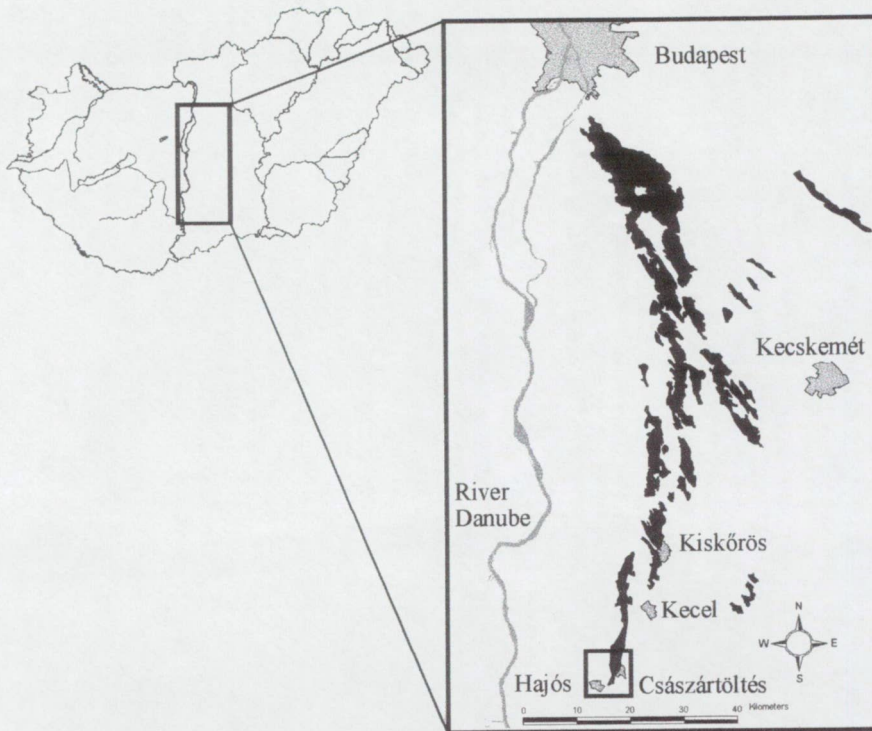 Budapest
Kecskemét
River
Danube
Kiskőrös
Kecel
N
W E
S
Hajós
Császártöltés
0 10 20 30 40 Kilometers